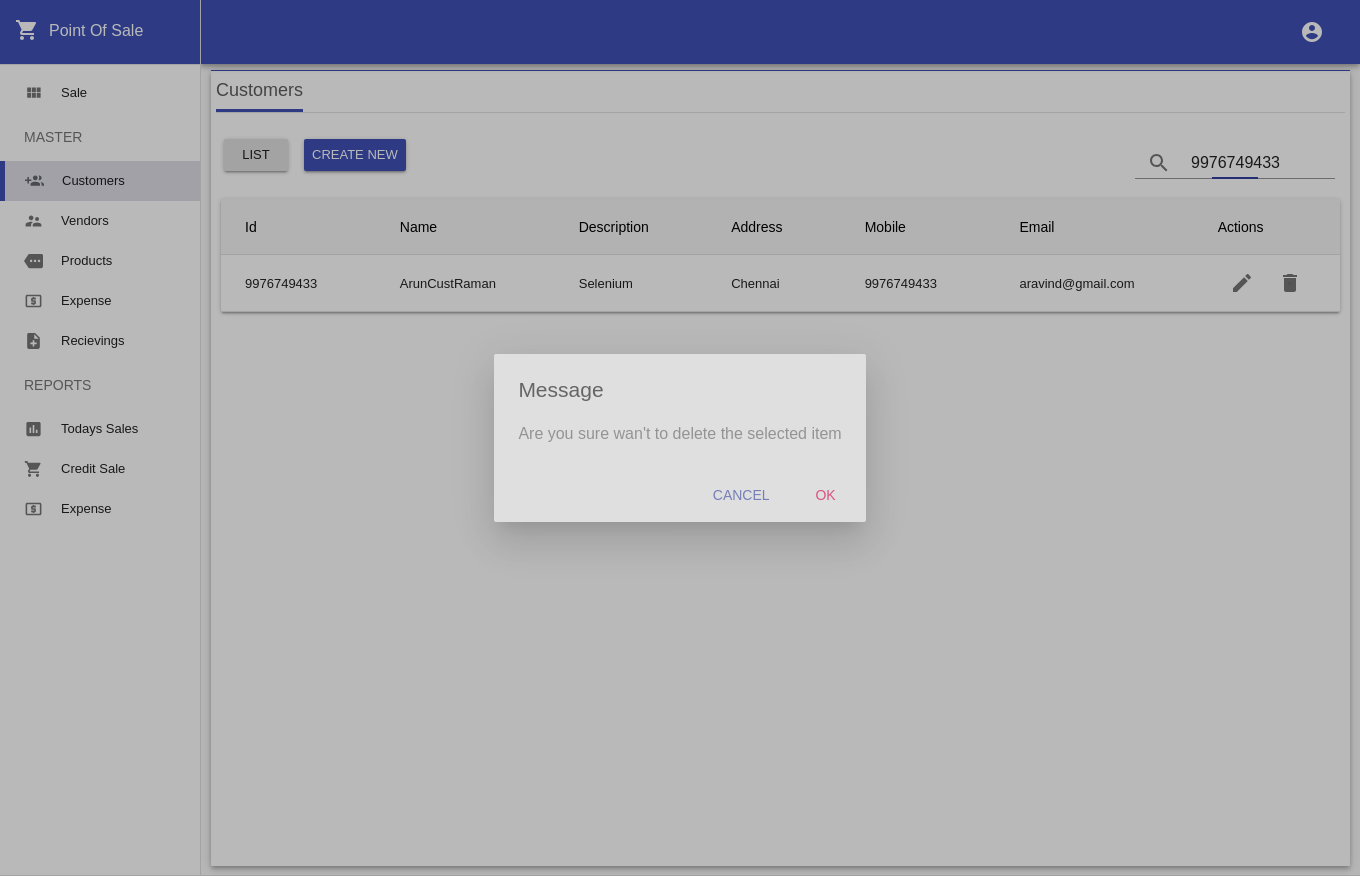 Point Of Sale
Sale
MASTER
Customers
Vendors
Products
Expense
Recievings
REPORTS
Todays Sales
Credit Sale
Expense
Customers
LIST CREATE NEW
9976749433
Id Name Description Address Mobile Email Actions
9976749433 ArunCustRaman Selenium Chennai 9976749433 aravind@gmail.com
Message
Are you sure wan't to delete the selected item
CANCEL OK